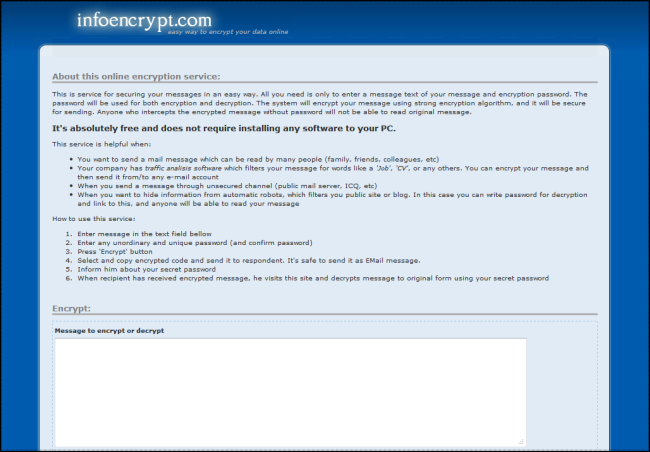 infoencrypt.com
easy way to encrypt your data online
About this online encryption service:
This is service for securing your messages in an easy way. All you need is only to enter a message text of your message and encryption password. The
password will be used for both encryption and decryption. The system will encrypt your message using strong encryption algorithm, and it will be secure
for sending. Anyone who intercepts the encrypted message without password will not be able to read original message.
It's absolutely free and does not require installing any software to your PC.
This service is helpful when:
• You want to send a mail message which can be read by many people (family, friends, colleagues, etc)
• Your company has traffic analisis software which filters your message for words like a 'Job', 'CV', or any others. You can encrypt your message and
then send it from/to any e-mail account
• When you send a message through unsecured channel (public mail server, ICQ, etc)
• When you want to hide information from automatic robots, which filters you public site or blog. In this case you can write password for decryption
and link to this, and anyone will be able to read your message
How to use this service:
1. Enter message in the text field bellow
2. Enter any unordinary and unique password (and confirm password)
3. Press 'Encrypt' button
4. Select and copy encrypted code and send it to respondent. It's safe to send it as EMail message.
5. Inform him about your secret password
6. When recipient has received encrypted message, he visits this site and decrypts message to original form using your secret password
Encrypt:
Message to encrypt or decrypt